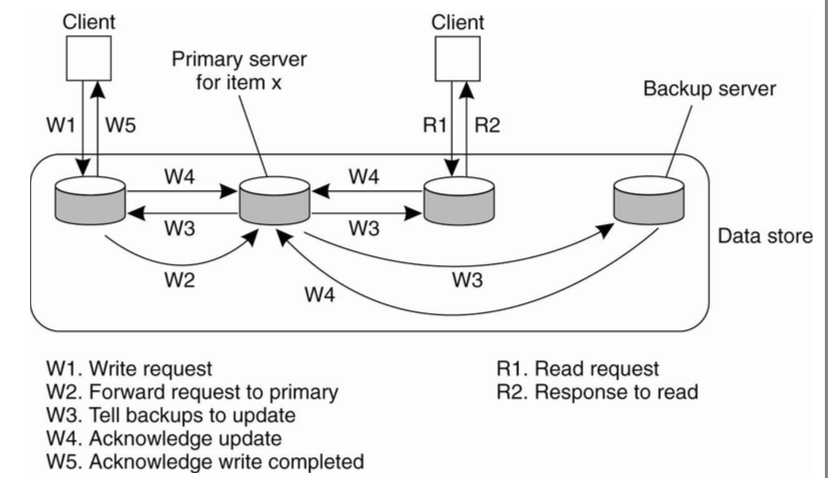 Client
Client
Primary server
for item x
Backup server
W1
W5
R1
R2
W4
W4
W3
W3
Data store
W2
W3
W4
W1. Write request
W2. Forward request to primary
W3. Tell backups to update
W4. Acknowledge update
W5. Acknowledge write completed
R1. Read request
R2. Response to read